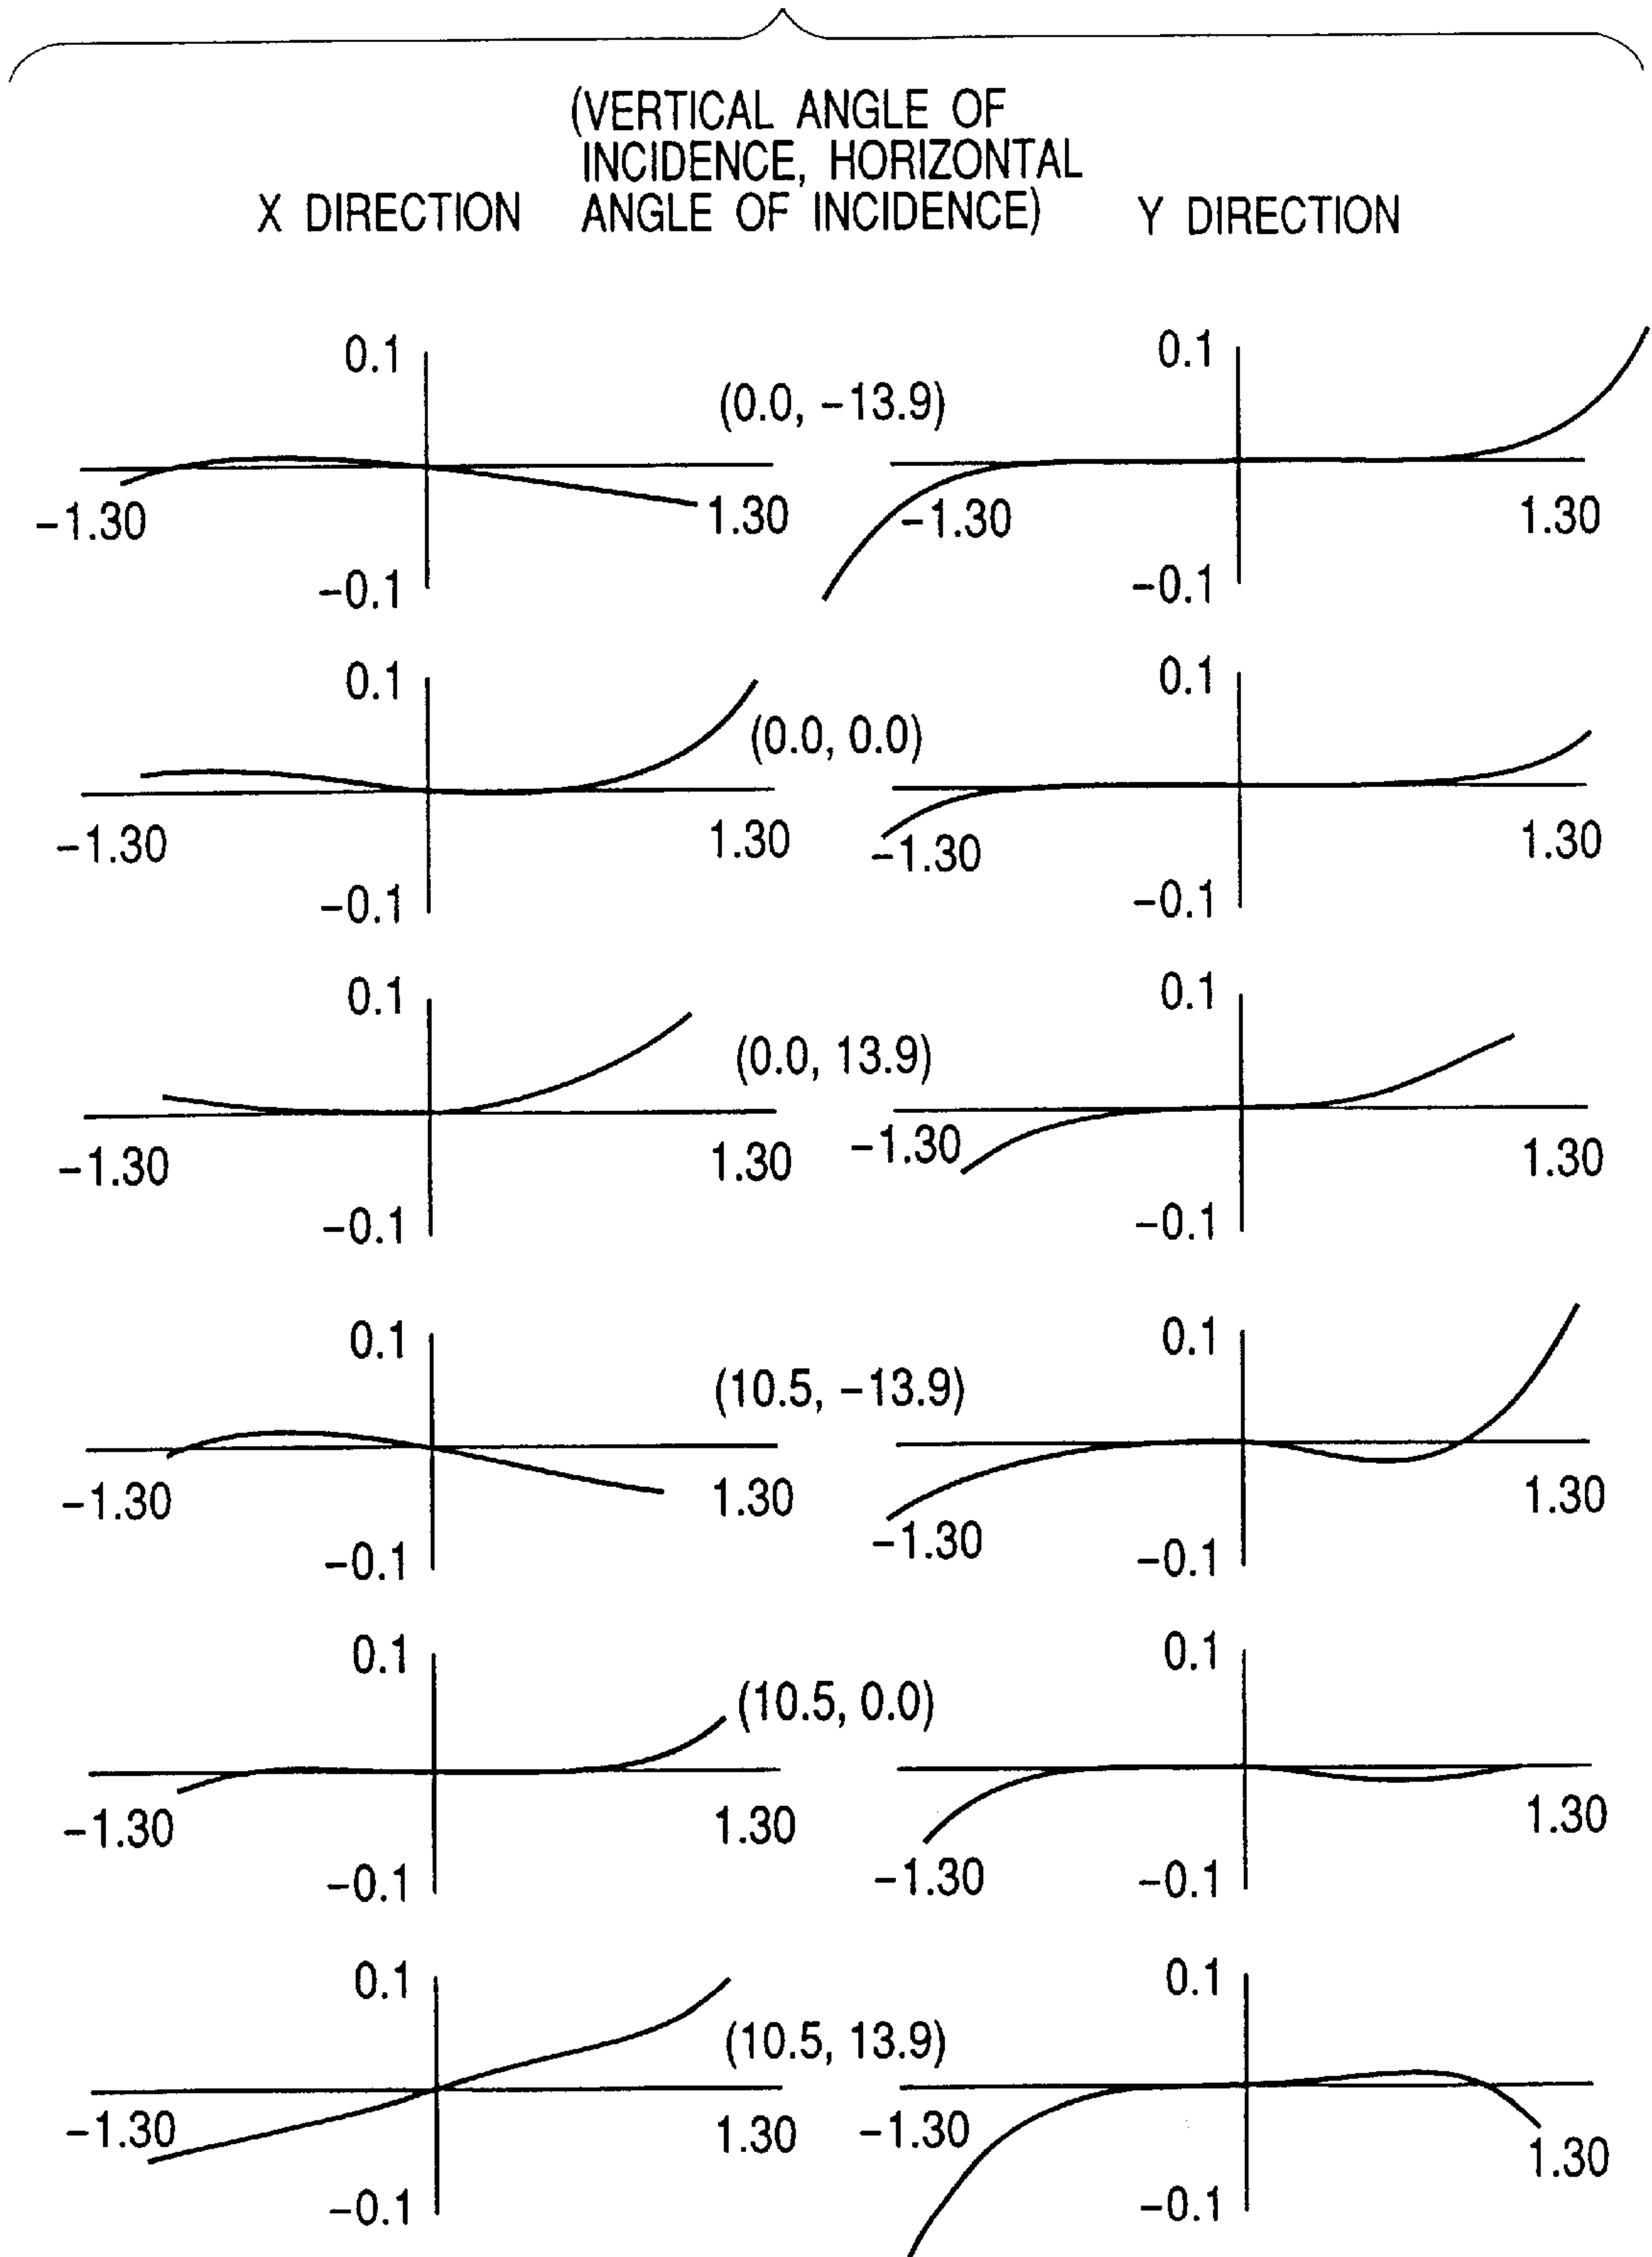 (VERTICAL ANGLE OF
INCIDENCE, HORIZONTAL
X DIRECTION ANGLE OF INCIDENCE) Y DIRECTION
0.1 0.1
(0.0, −13.9)
−1.30 1.30 −1.30 1.30
−0.1 −0.1
0.1 0.1
(0.0, 0.0)
−1.30 1.30 −1.30 1.30
−0.1 −0.1
0.1 0.1
(0.0, 13.9)
−1.30 1.30 −1.30 1.30
−0.1 −0.1
0.1 0.1
(10.5, −13.9)
−1.30 1.30 −1.30 1.30
−0.1 −0.1
0.1 0.1
(10.5, 0.0)
−1.30 1.30 −1.30 1.30
−0.1 −0.1
0.1 0.1
(10.5, 13.9)
−1.30 1.30 −1.30 1.30
−0.1 −0.1